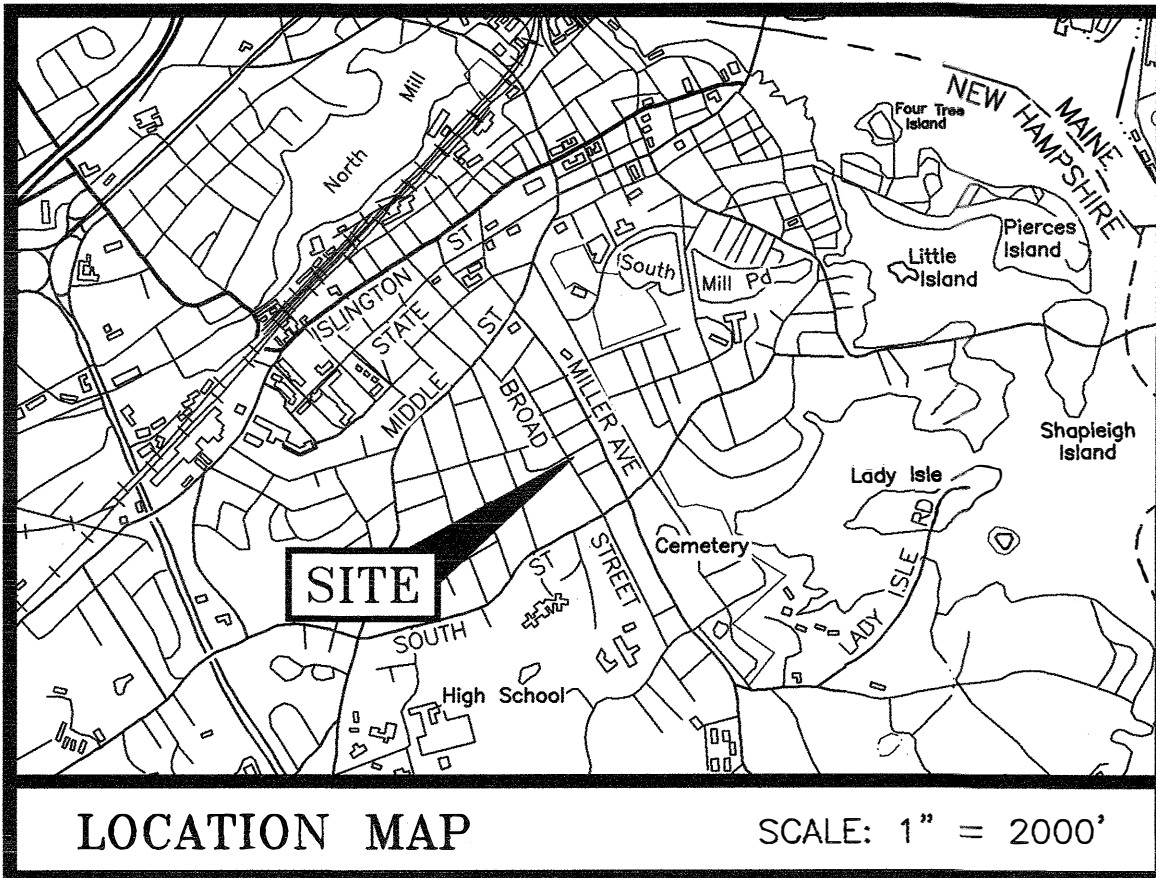 North Mill
NEW HAMPSHIRE
MAINE
Four Tree
Island
Pierces
Island
Little
Island
South Mill Pd
ISLINGTON ST
STATE
MIDDLE ST
BROAD STREET
MILLER AVE
Shapleigh
Island
Lady Isle
LADY ISLE RD
Cemetery
SITE
SOUTH ST
High School
LOCATION MAP
SCALE: 1" = 2000'